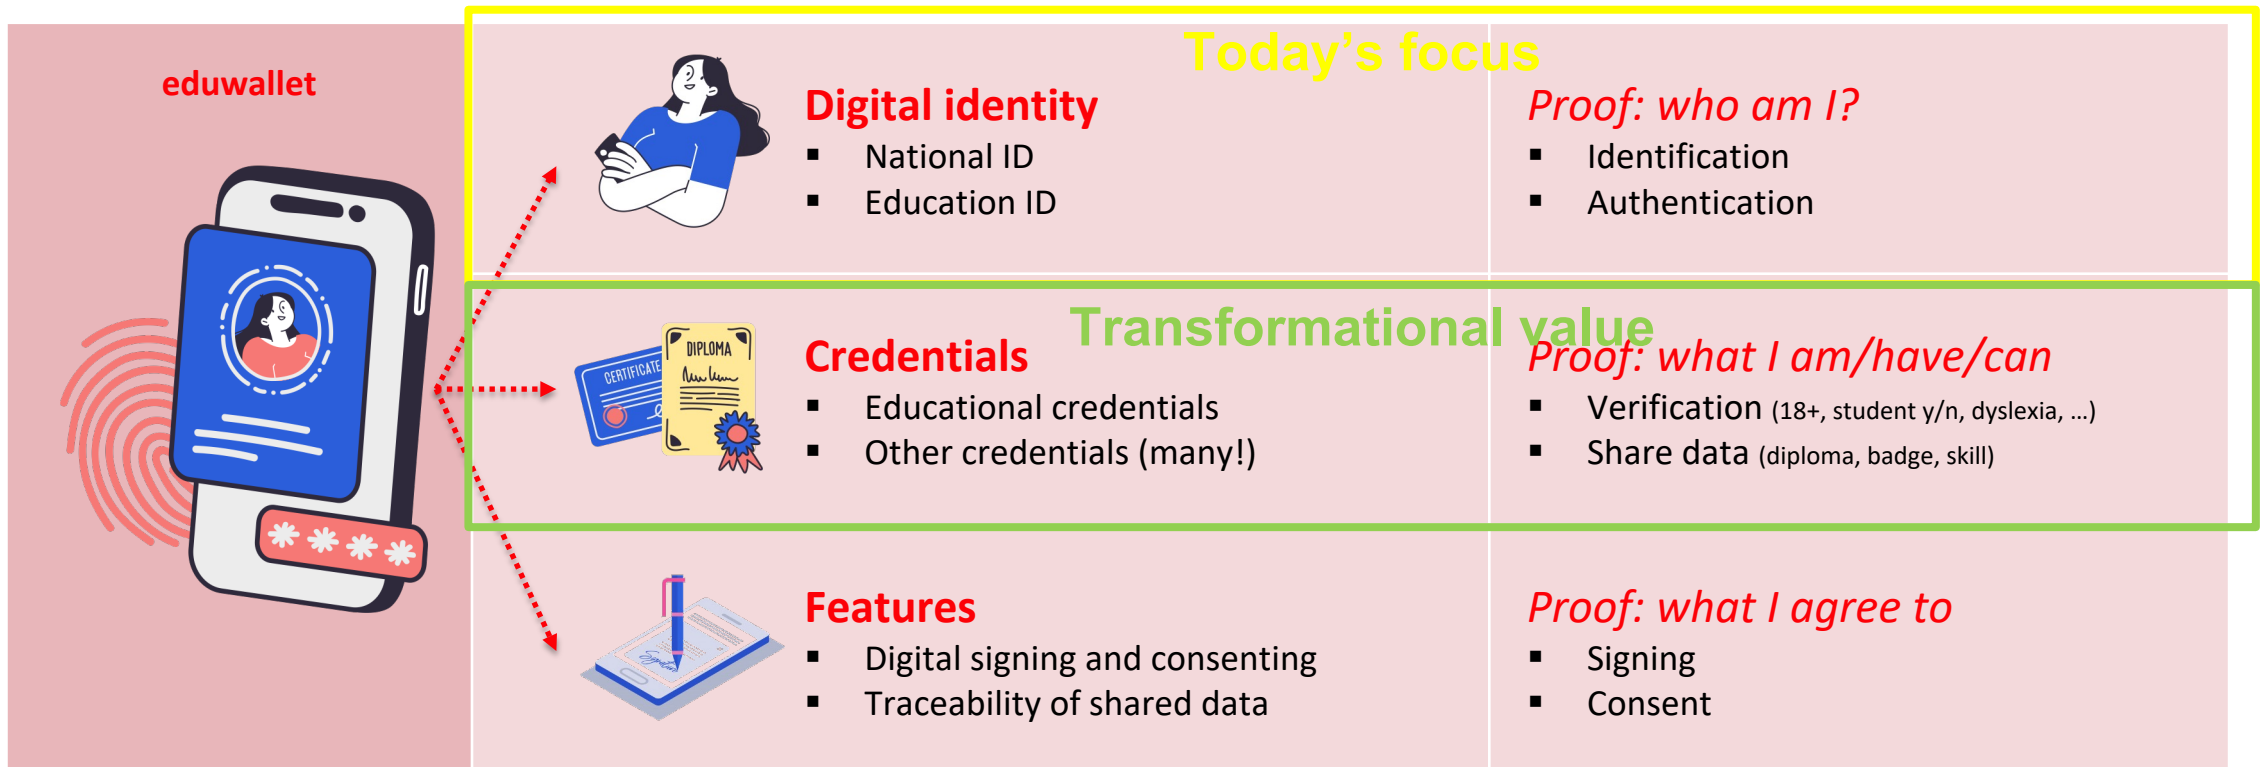 Today's focus
eduwallet
Digital identity
▪ National ID
▪ Education ID
Proof: who am I?
▪ Identification
▪ Authentication
Transformational value
CERTIFICATE
DIPLOMA
Credentials
▪ Educational credentials
▪ Other credentials (many!)
Proof: what I am/have/can
▪ Verification (18+, student y/n, dyslexia, ...)
▪ Share data (diploma, badge, skill)
****
Features
▪ Digital signing and consenting
▪ Traceability of shared data
Proof: what I agree to
▪ Signing
▪ Consent